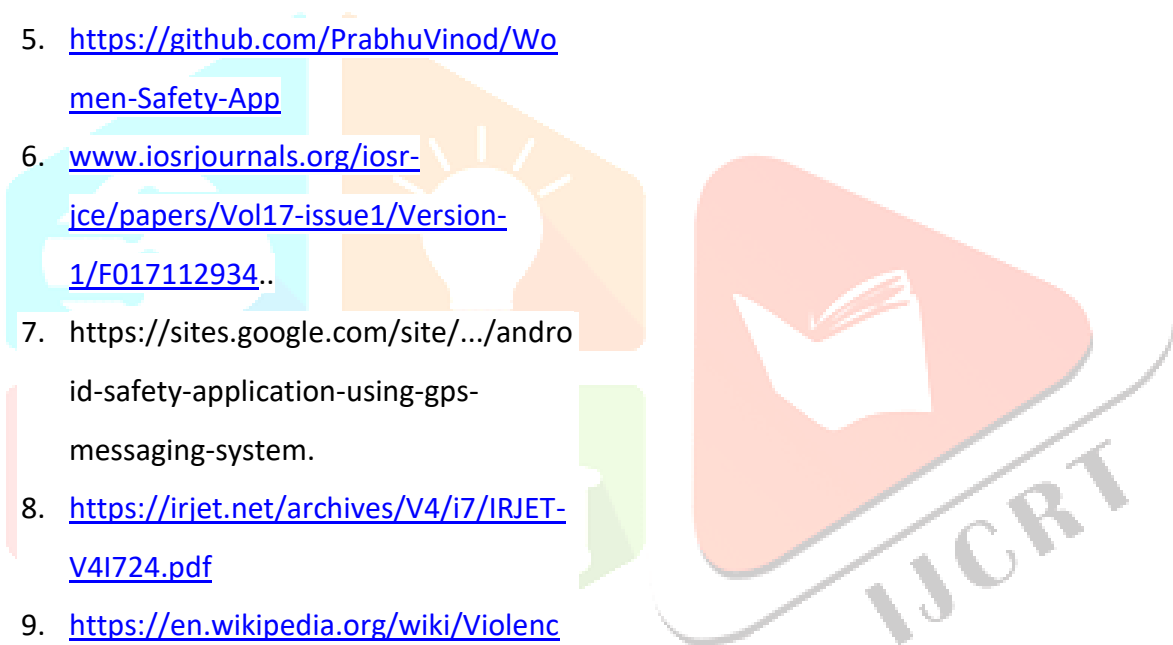 5. https://github.com/PrabhuVinod/Wo
men-Safety-App
6. www.iosrjournals.org/iosr-
jce/papers/Vol17-issue1/Version-
1/F017112934..
7. https://sites.google.com/site/.../andro
id-safety-application-using-gps-
messaging-system.
8. https://irjet.net/archives/V4/i7/IRJET-
V4I724.pdf
9. https://en.wikipedia.org/wiki/Violenc
IJCRT